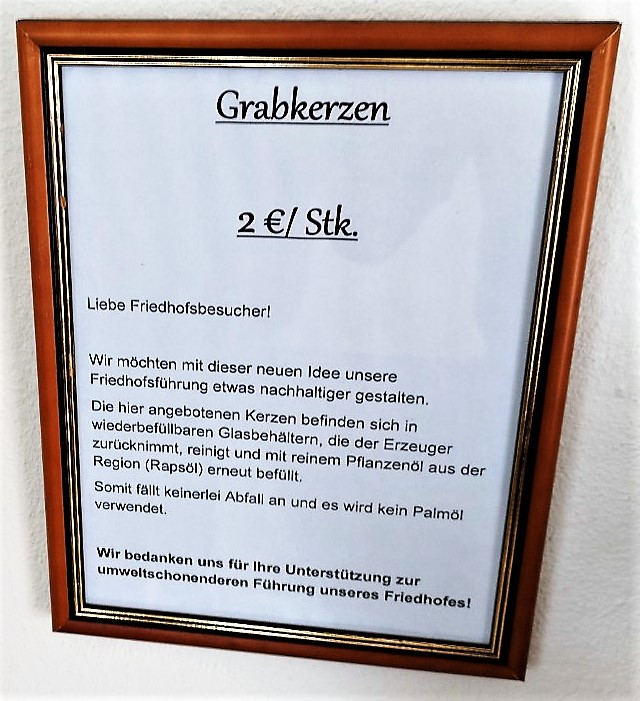 Grabkerzen
2 €/ Stk.
Liebe Friedhofsbesucher!
Wir möchten mit dieser neuen Idee unsere
Friedhofsführung etwas nachhaltiger gestalten.
Die hier angebotenen Kerzen befinden sich in
wiederbefüllbaren Glasbehältern, die der Erzeuger
zurücknimmt, reinigt und mit reinem Pflanzenöl aus der
Region (Rapsöl) erneut befüllt.
Somit fällt keinerlei Abfall an und es wird kein Palmöl
verwendet.
Wir bedanken uns für Ihre Unterstützung zur
umweltschonenderen Führung unseres Friedhofes!